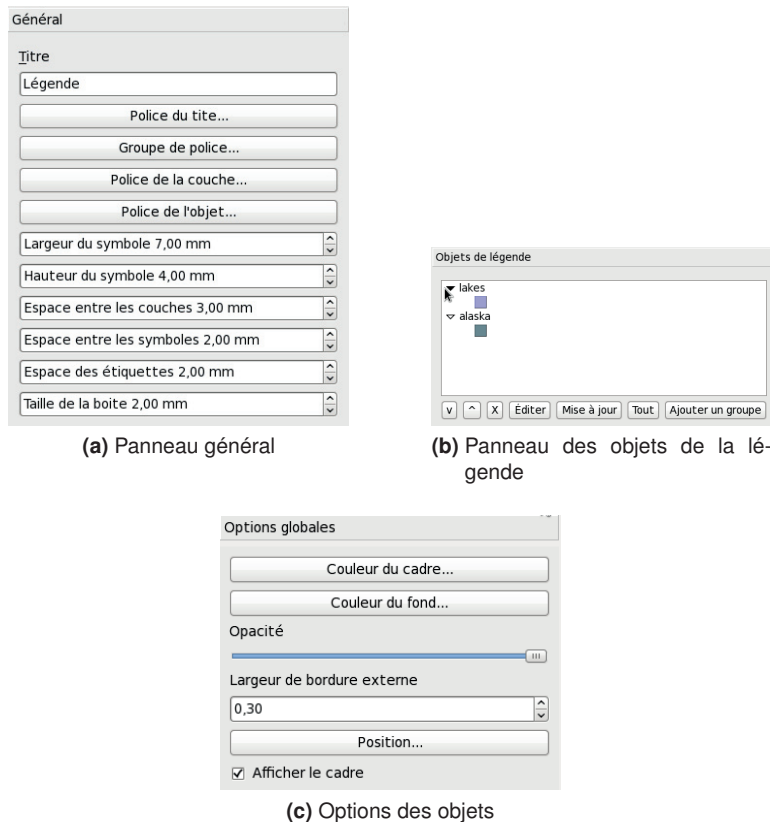 Général
Titre
Légende
Police du tite...
Groupe de police...
Police de la couche...
Police de l'objet...
Largeur du symbole 7,00 mm
Hauteur du symbole 4,00 mm
Espace entre les couches 3,00 mm
Espace entre les symboles 2,00 mm
Espace des étiquettes 2,00 mm
Taille de la boite 2,00 mm
(a) Panneau général
Objets de légende
lakes
alaska
v ^ X Éditer Mise à jour Tout Ajouter un groupe
(b) Panneau des objets de la lé-
gende
Options globales
Couleur du cadre...
Couleur du fond...
Opacité
Largeur de bordure externe
0,30
Position...
Afficher le cadre
(c) Options des objets